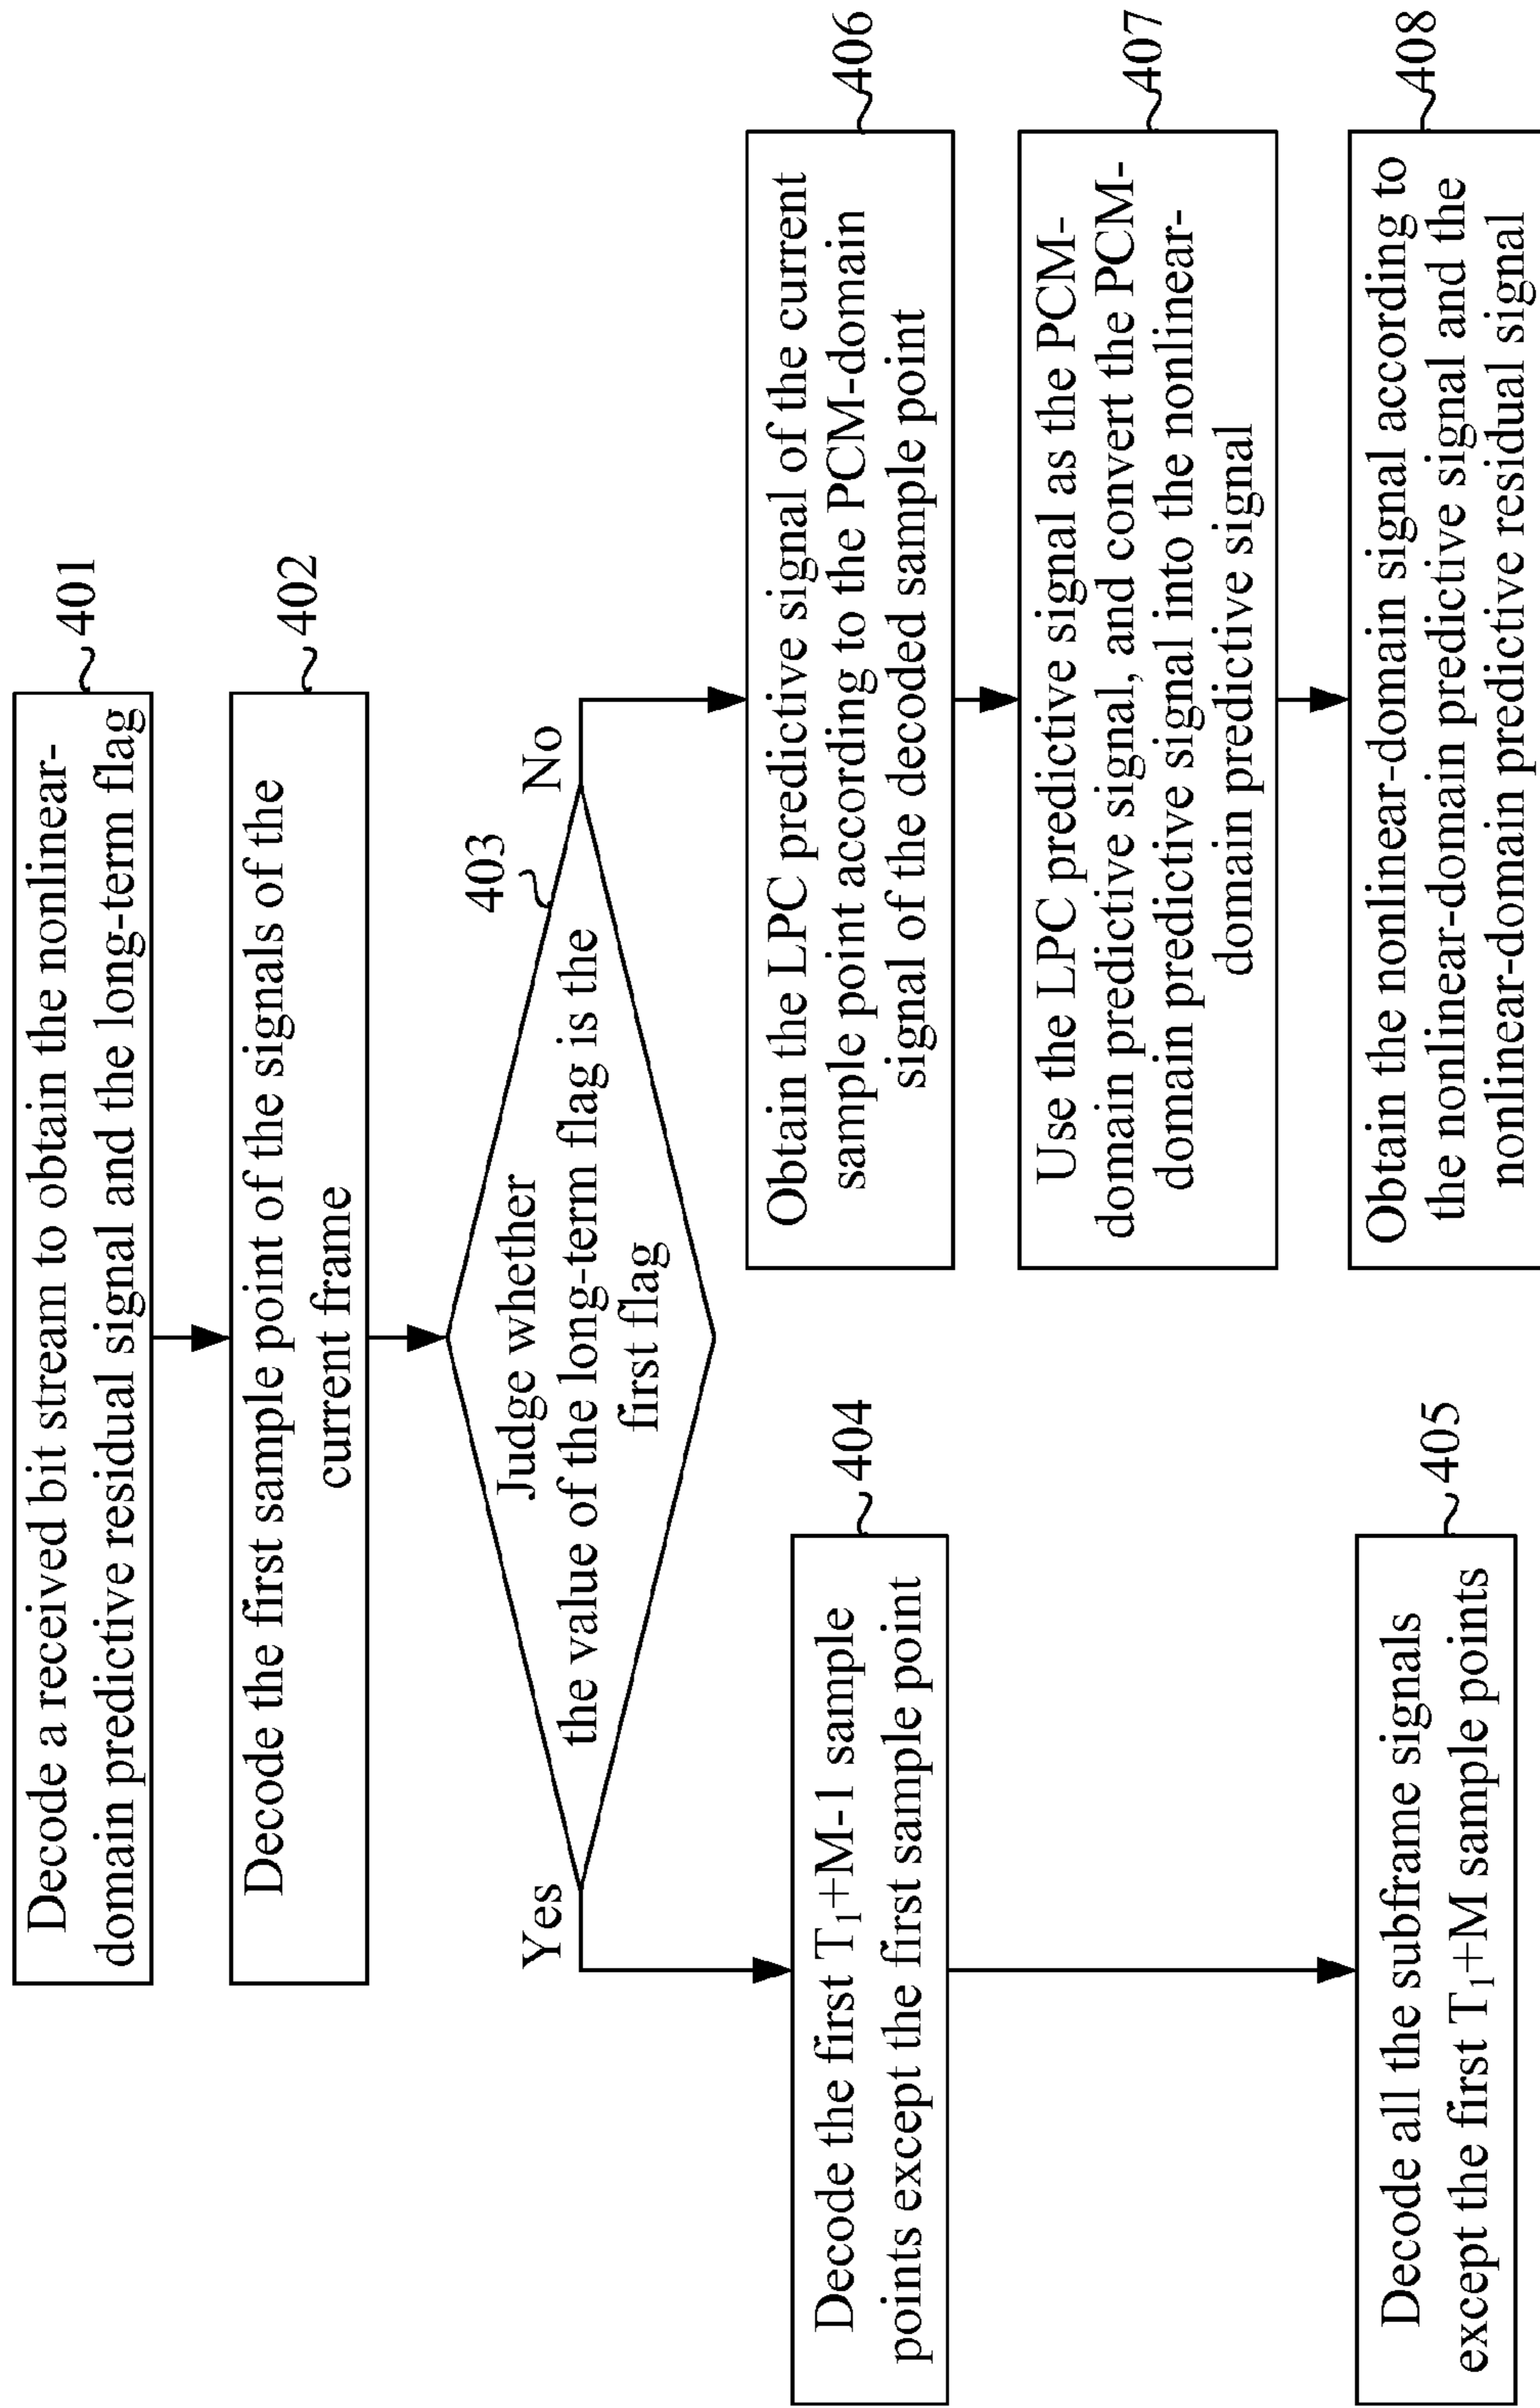 Decode a received bit stream to obtain the nonlinear-
domain predictive residual signal and the long-term flag
401
Decode the first sample point of the signals of the
current frame
402
403
Judge whether
the value of the long-term flag is the
first flag
Yes
No
Decode the first T₁+M-1 sample
points except the first sample point
404
Decode all the subframe signals
except the first T₁+M sample points
405
Obtain the LPC predictive signal of the current
sample point according to the PCM-domain
signal of the decoded sample point
406
Use the LPC predictive signal as the PCM-
domain predictive signal, and convert the PCM-
domain predictive signal into the nonlinear-
domain predictive signal
407
Obtain the nonlinear-domain signal according to
the nonlinear-domain predictive signal and the
nonlinear-domain predictive residual signal
408